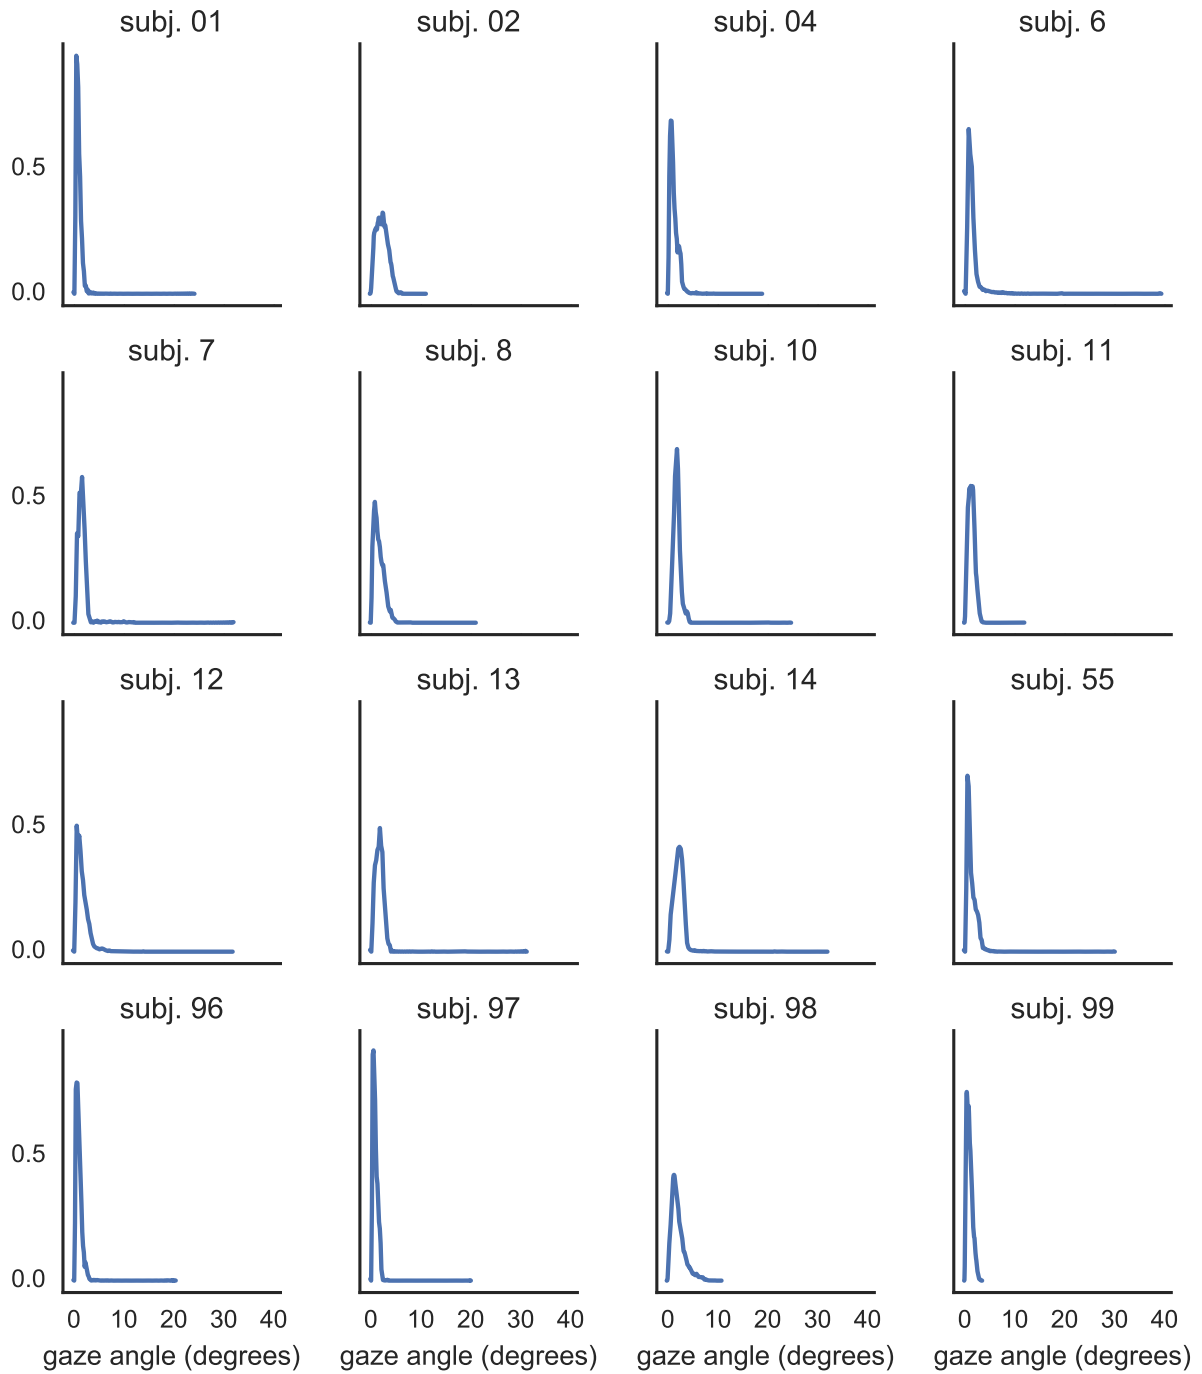 subj. 01 subj. 02 subj. 04 subj. 6
0.5
0.0
subj. 7 subj. 8 subj. 10 subj. 11
0.5
0.0
subj. 12 subj. 13 subj. 14 subj. 55
0.5
0.0
subj. 96 subj. 97 subj. 98 subj. 99
0.5
0.0
0 10 20 30 40 0 10 20 30 40 0 10 20 30 40 0 10 20 30 40
gaze angle (degrees) gaze angle (degrees) gaze angle (degrees) gaze angle (degrees)